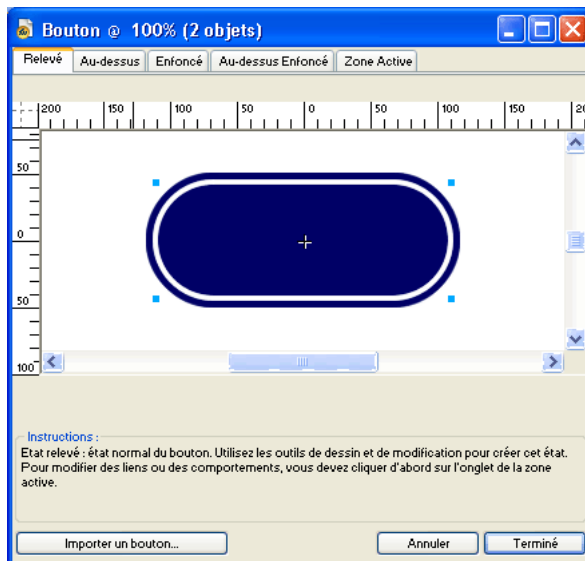 Bouton @ 100% (2 objets)
Relevé Au-dessus Enfoncé Au-dessus Enfoncé Zone Active
200 150 100 50 0 50 100 150
50
0
50
100
Instructions :
Etat relevé : état normal du bouton. Utilisez les outils de dessin et de modification pour créer cet état.
Pour modifier des liens ou des comportements, vous devez cliquer d'abord sur l'onglet de la zone
active.
Importer un bouton... Annuler Terminé